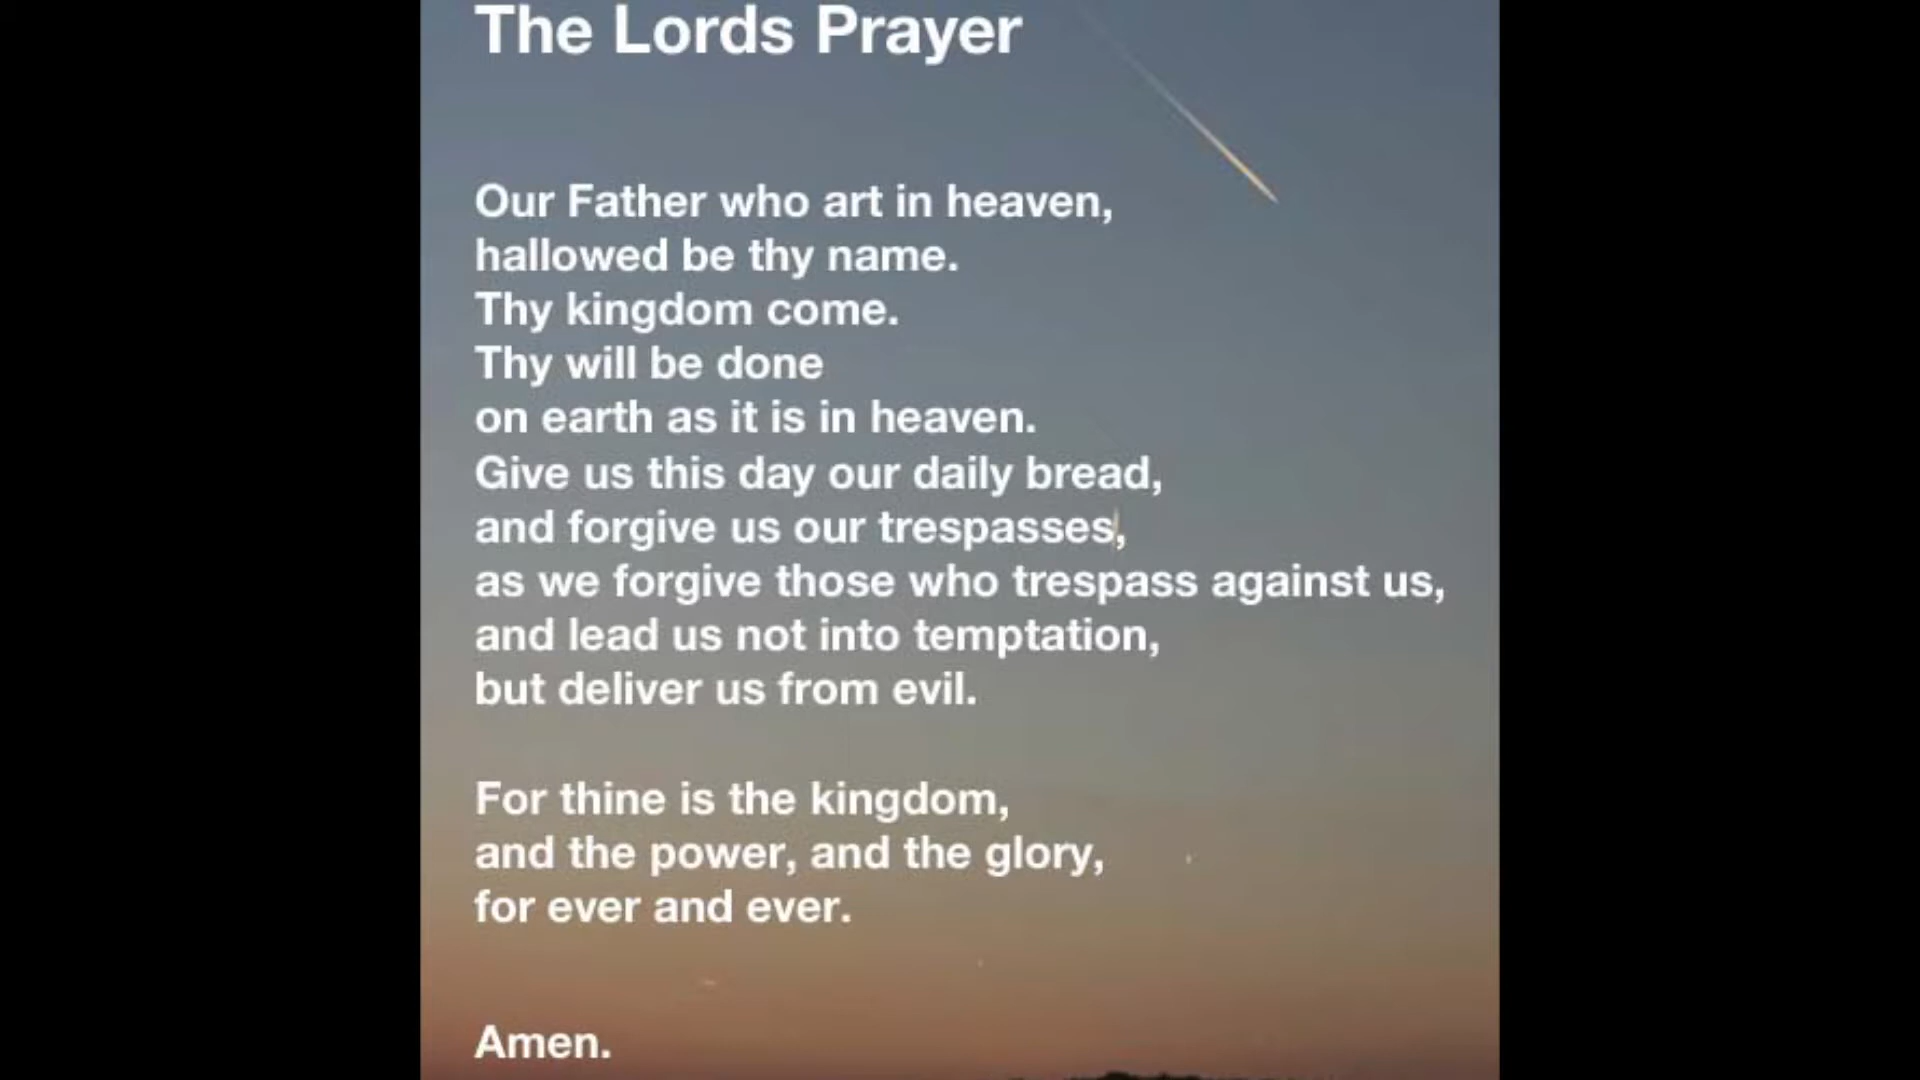 The Lords Prayer
Our Father who art in heaven,
hallowed be thy name.
Thy kingdom come.
Thy will be done
on earth as it is in heaven.
Give us this day our daily bread,
and forgive us our trespasses,
as we forgive those who trespass against us,
and lead us not into temptation,
but deliver us from evil.
For thine is the kingdom,
and the power, and the glory,
for ever and ever.
Amen.